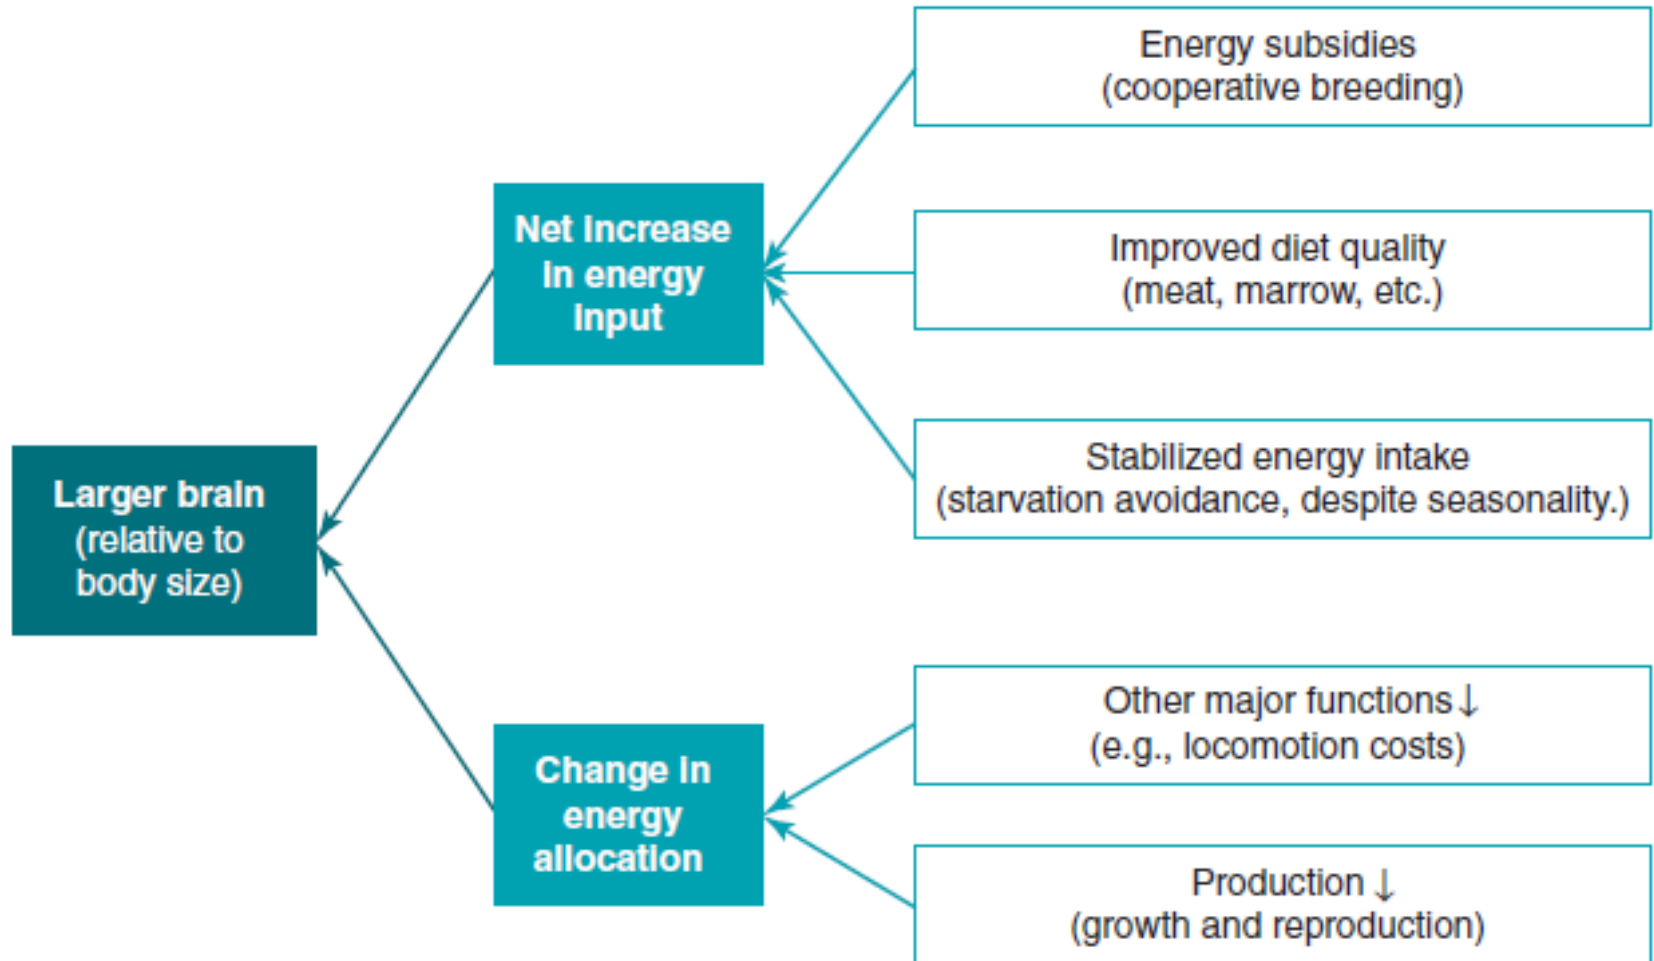 Energy subsidies
(cooperative breeding)
Net Increase
In energy
Input
Improved diet quality
(meat, marrow, etc.)
Stabilized energy intake
(starvation avoidance, despite seasonality.)
Larger brain
(relative to
body size)
Other major functions↓
(e.g., locomotion costs)
Change In
energy
allocation
Production↓
(growth and reproduction)